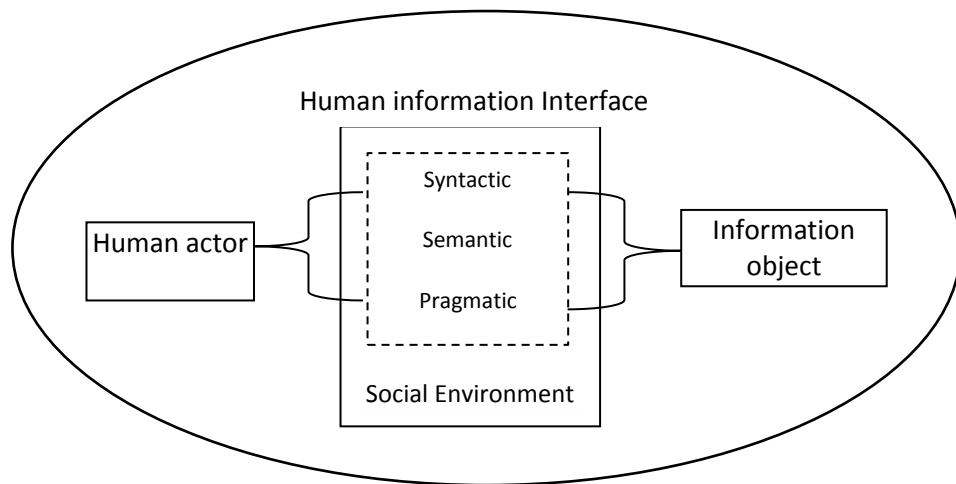 Human information Interface
Syntactic
Human actor
Semantic
Information
object
Pragmatic
Social Environment